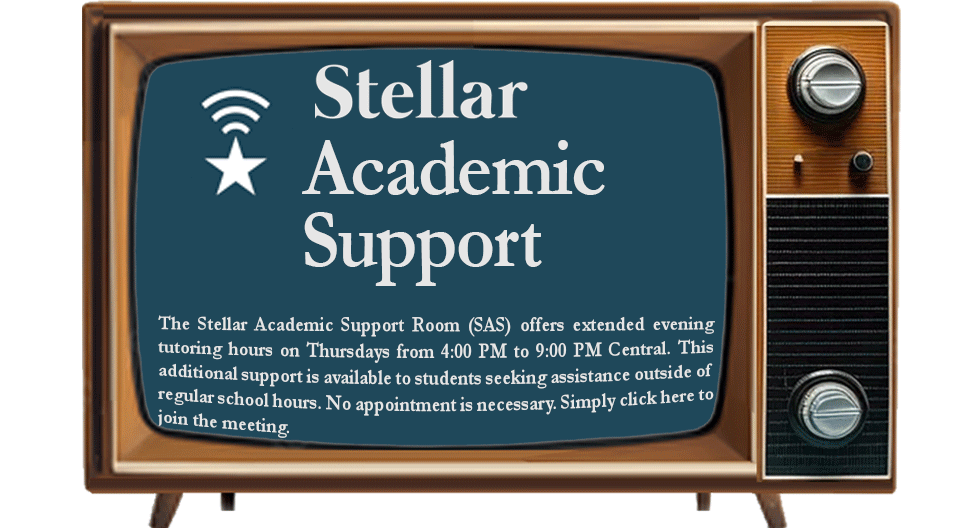 Stellar
Academic
Support
The Stellar Academic Support Room (SAS) offers extended evening
tutoring hours on Thursdays from 4:00 PM to 9:00 PM Central. This
additional support is available to students seeking assistance outside of
regular school hours. No appointment is necessary. Simply click here to
join the meeting.